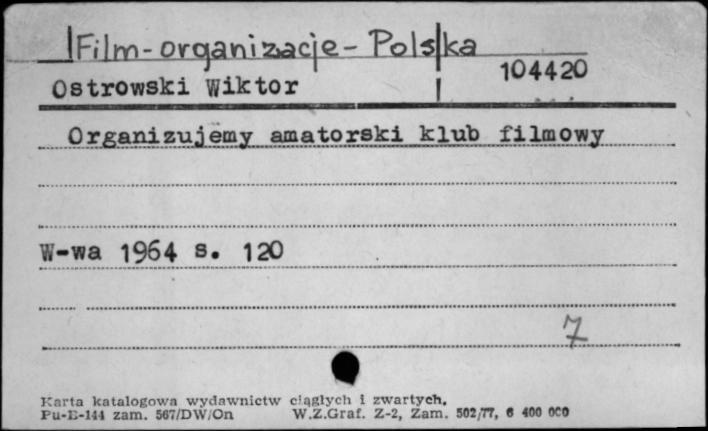 Film-organizacje-Polska
104420
Ostrowski Wiktor
Organizujemy amatorski klub filmowy
W-wa 1964 s. 120
7
Karta katalogowa wydawnictw ciągłych i zwartych.
Pu-E-144 zam. 567/DW/On W.Z.Graf. Z-2, Zam. 502/77, 6 400 000